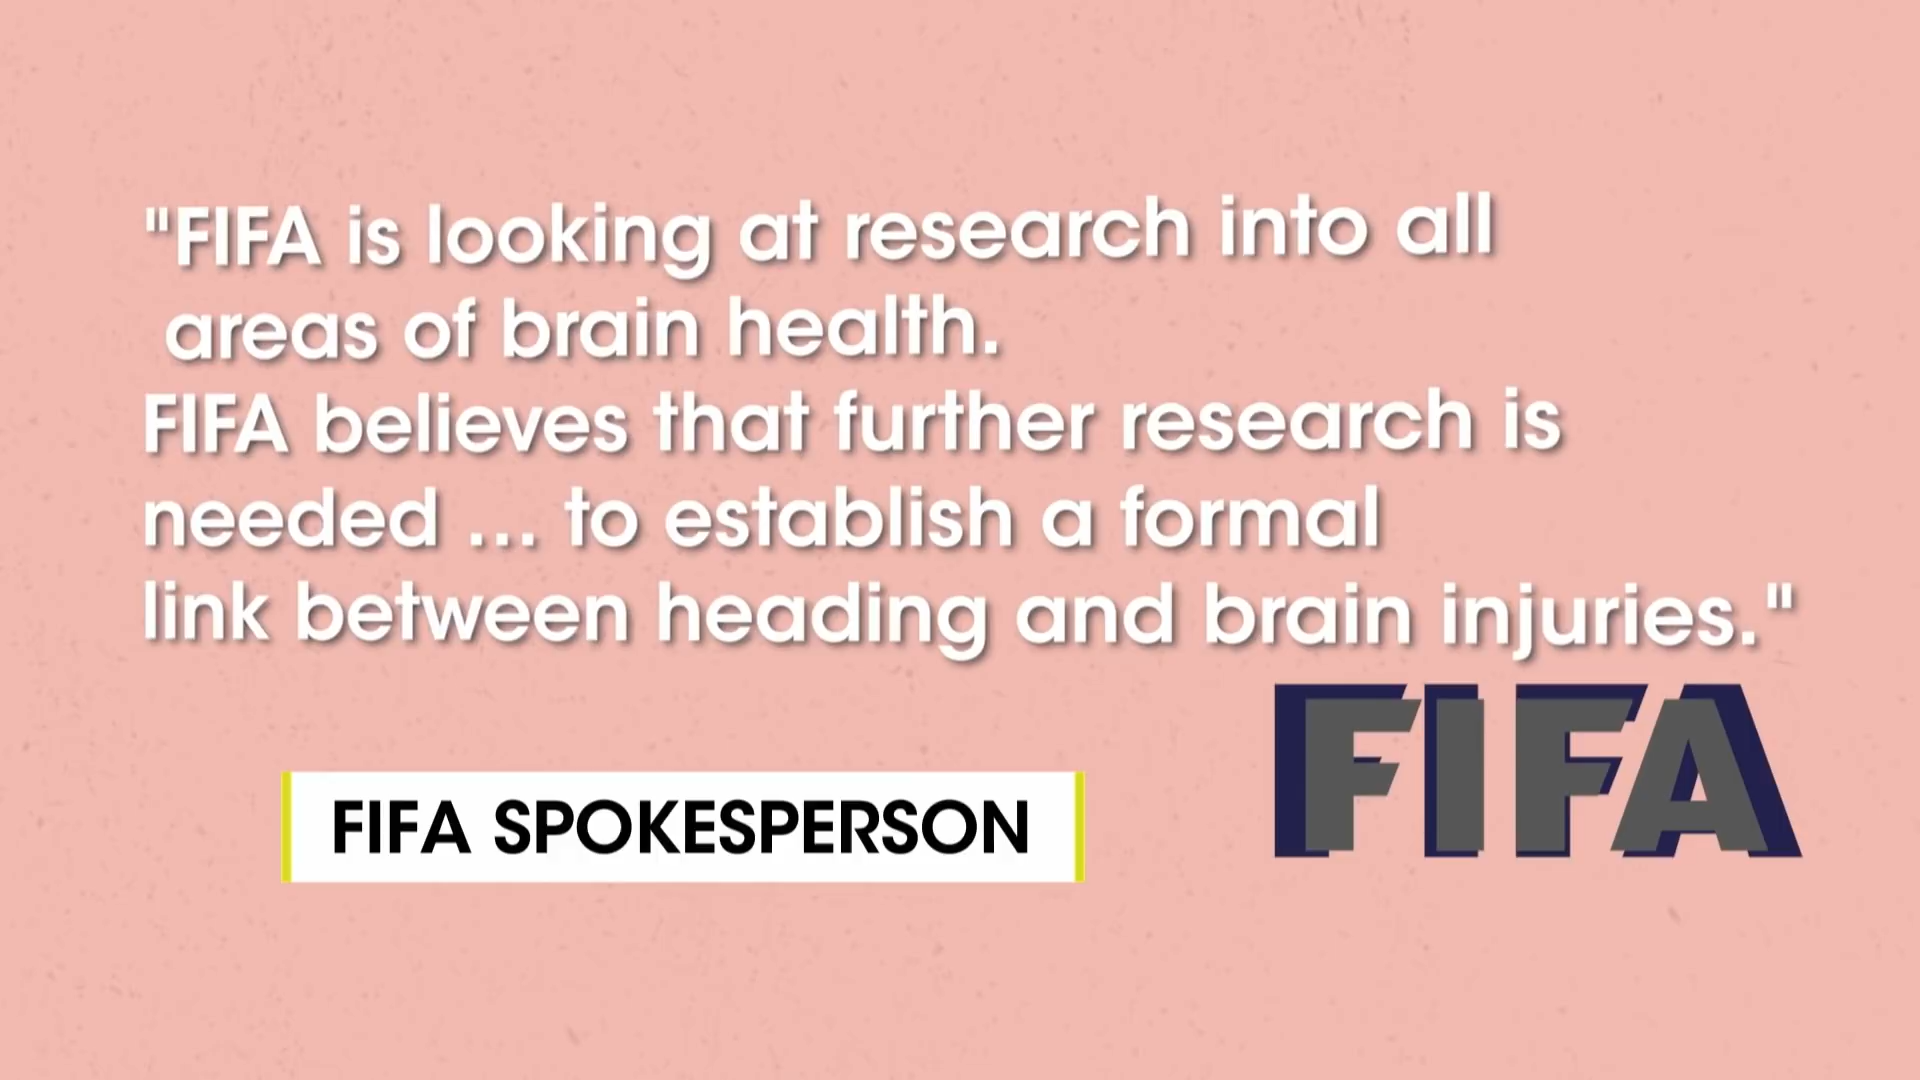 "FIFA is looking at research into all
areas of brain health.
FIFA believes that further research is
needed ... to establish a formal
link between heading and brain injuries."
FIFA
FIFA SPOKESPERSON